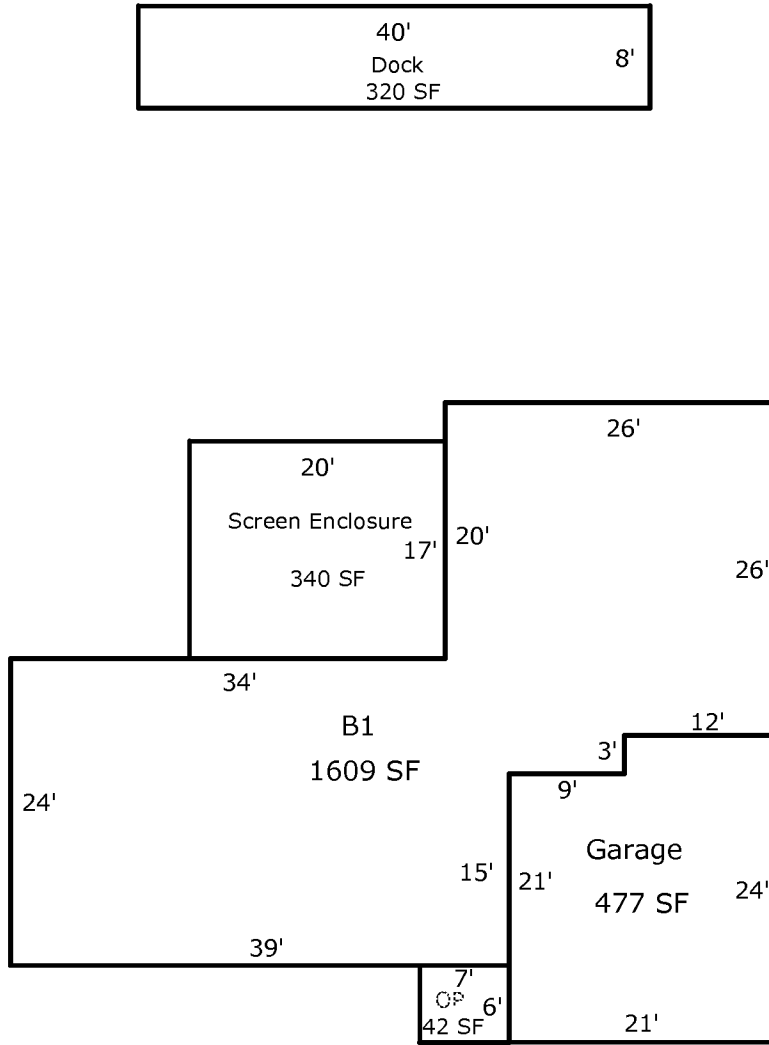 40'
Dock
8'
320 SF
26'
20'
Screen Enclosure
17'
20'
340 SF
26'
34'
B1
1609 SF
12'
3'
9'
24'
Garage
15'
21'
477 SF
24'
39'
7'
OP
6'
42 SF
21'